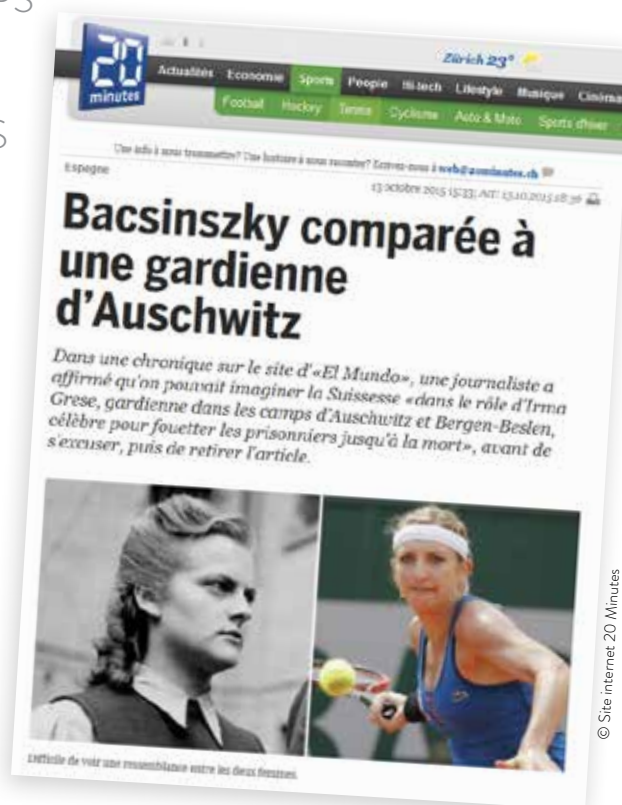 OS
S
20
minutes
Zürich 23°
Actualités Economie Sports People Hi-tech Lifestyle Musique Cinéma
Football Hockey Tennis Cyclisme Auto & Moto Sports d'hiver
Une info à nous transmettre? Une histoire à nous raconter? Ecrivez-nous à web@20minutes.ch
Espagne
13 octobre 2015 15:33; Act: 13.10.2015 18:36
Bacsinszky comparée à
une gardienne
d'Auschwitz
Dans une chronique sur le site d'«El Mundo», une journaliste a
affirmé qu'on pouvait imaginer la Suissesse «dans le rôle d'Irma
Grese, gardienne dans les camps d'Auschwitz et Bergen-Beslen,
célèbre pour fouetter les prisonniers jusqu'à la mort», avant de
s'excuser, puis de retirer l'article.
Difficile de voir une ressemblance entre les deux femmes.
© Site internet 20 Minutes